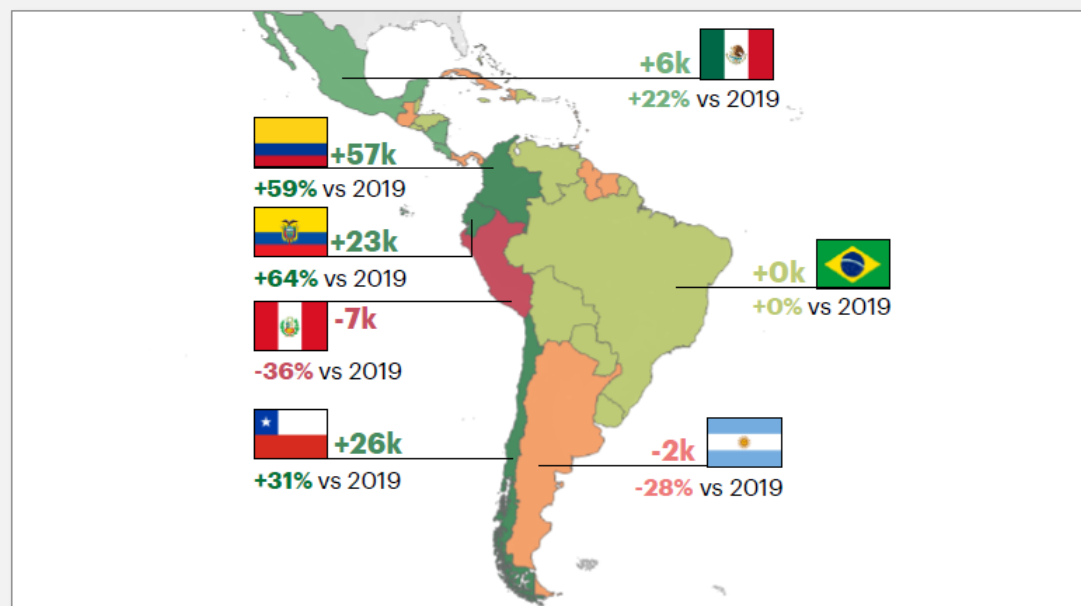 +6k
+22% vs 2019
+57k
+59% vs 2019
+23k
+64% vs 2019
+0k
+0% vs 2019
-7k
-36% vs 2019
+26k
+31% vs 2019
-2k
-28% vs 2019